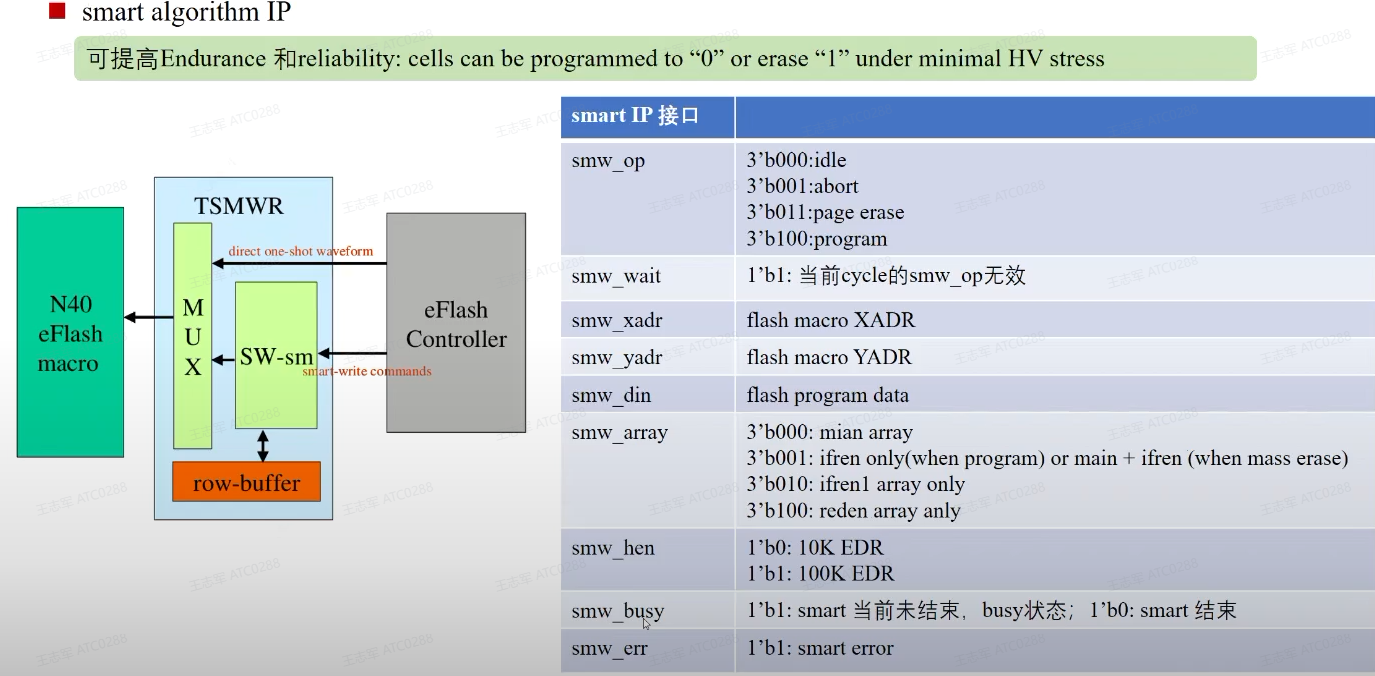 smart algorithm IP
可提高Endurance 和reliability: cells can be programmed to “0” or erase “1” under minimal HV stress
TSMWR
direct one-shot waveform
N40
eFlash
macro
M
U
X
SW-sm
smart-write commands
eFlash
Controller
row-buffer
smart IP 接口
smw_op
3’b000:idle
3’b001:abort
3’b011:page erase
3’b100:program
smw_wait
1’b1: 当前cycle的smw_op无效
smw_xadr
flash macro XADR
smw_yadr
flash macro YADR
smw_din
flash program data
smw_array
3’b000: mian array
3’b001: ifren only(when program) or main + ifren (when mass erase)
3’b010: ifren1 array only
3’b100: reden array anly
smw_hen
1’b0: 10K EDR
1’b1: 100K EDR
smw_busy
1’b1: smart 当前未结束，busy状态；1’b0: smart 结束
smw_err
1’b1: smart error
王志军 ATC0288